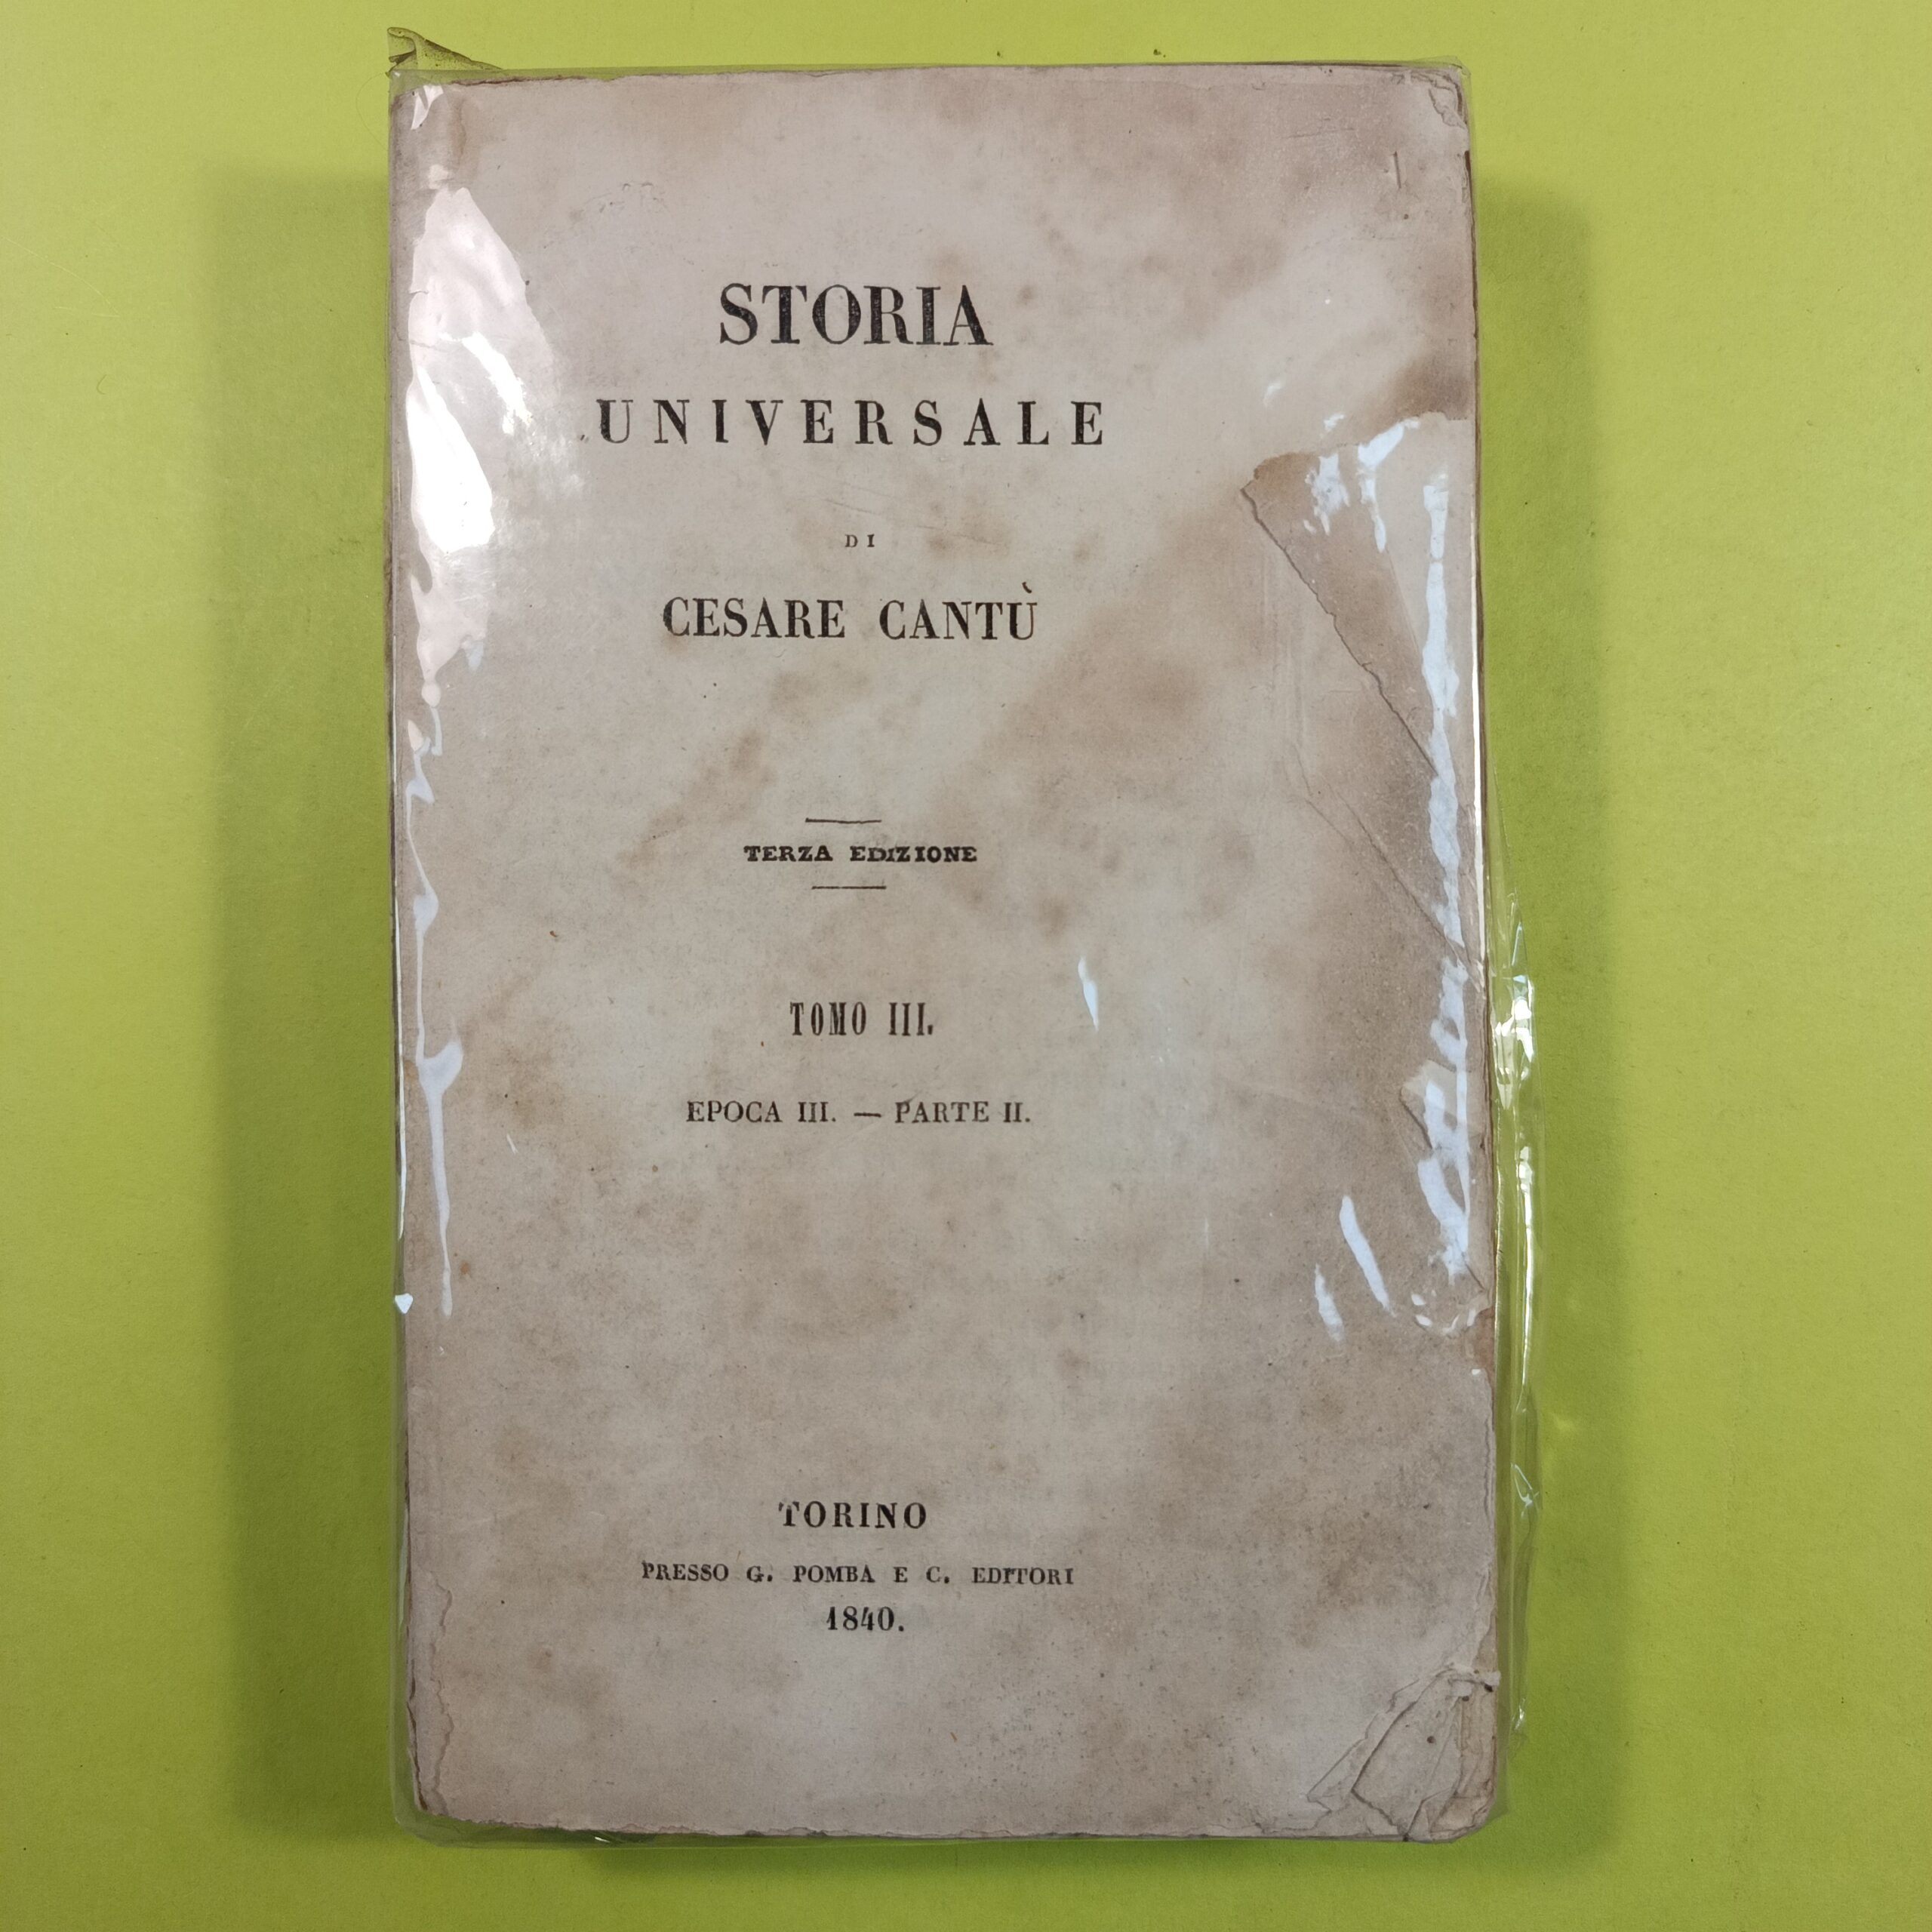 STORIA
UNIVERSALE
DI
CESARE CANTÙ
TERZA EDIZIONE
TOMO III.
EPOCA III. — PARTE II.
TORINO
PRESSO G. POMBA E C. EDITORI
1840.